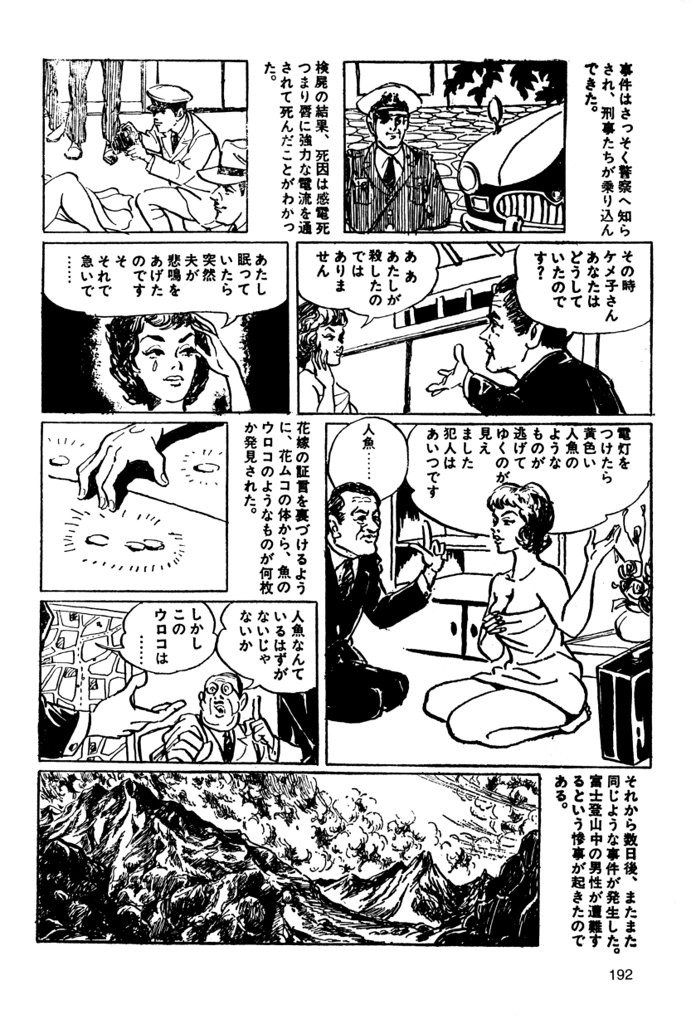 事件はさっそく警察へ知ら
され、刑事たちが乗り込ん
できた。
検屍の結果、死因は感電死
つまり唇に強力な電流を通
されて死んだことがわかっ
た。
その時
ケメ子さん
あなたは
どうして
いたので
す?
あ あ
あたしが
殺したの
では
ありま
せん
あたし
眠って
いたら
突然
夫が
悲鳴を
あげた
のです
そ
それで
急いで
……
電灯を
つけたら
黄色い
人魚の
ような
ものが
逃げて
ゆくのが
見え
ました
犯人は
あいつです
人魚……
花嫁の証言を裏づけるよう
に、花ムコの体から、魚の
ウロコのようなものが何枚
か発見された。
人魚なんて
いるはずが
ないじゃ
ないか
しかし
この
ウロコは
……
それから数日後、またまた
同じような事件が発生した。
富士登山中の男性が遭難す
るという惨事が起きたので
ある。
192